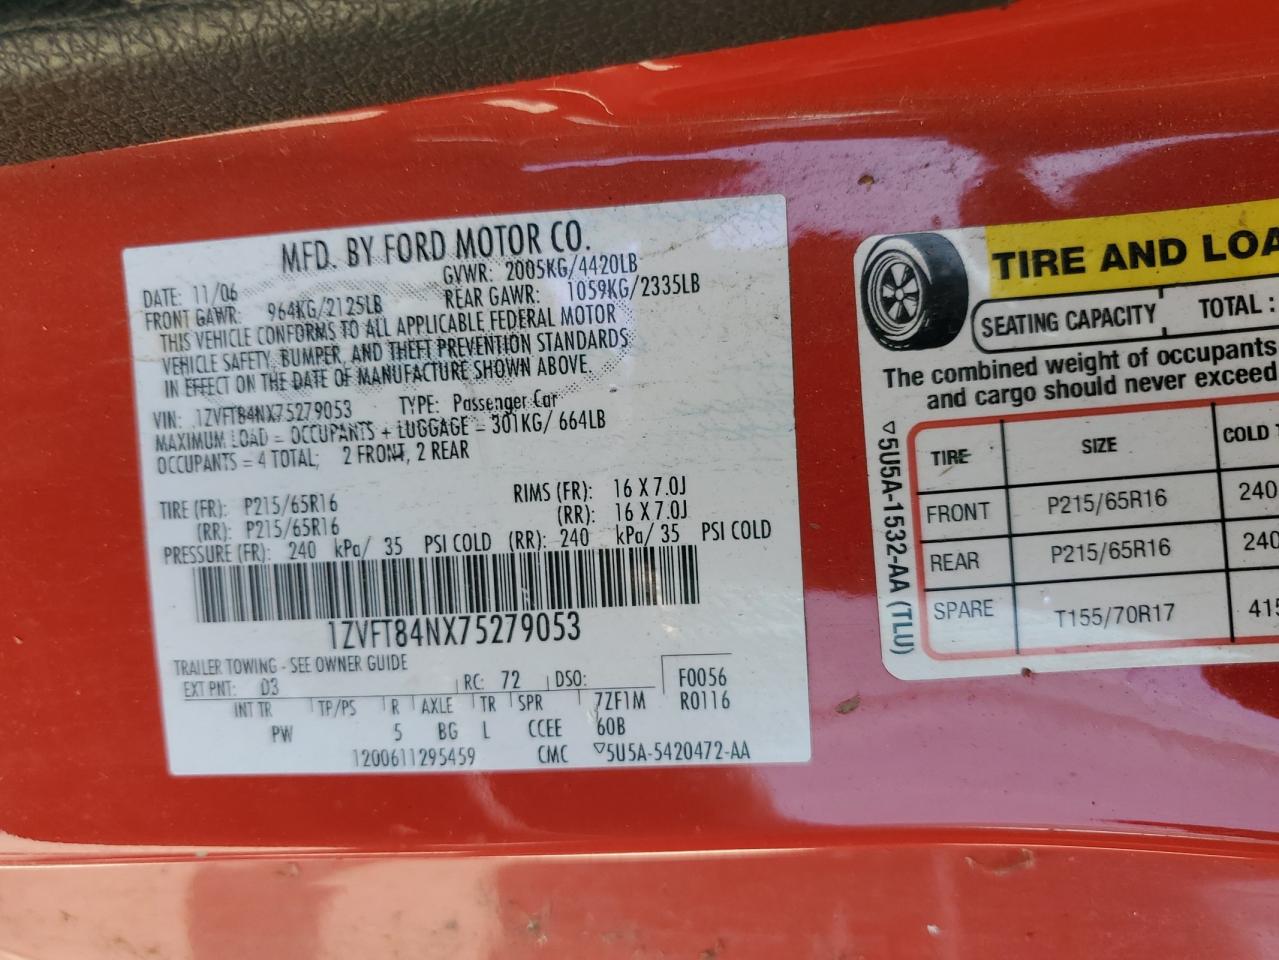 MFD. BY FORD MOTOR CO.
DATE: 11/06 GVWR: 2005KG/4420LB
FRONT GAWR: 964KG/2125LB REAR GAWR: 1059KG/2335LB
THIS VEHICLE CONFORMS TO ALL APPLICABLE FEDERAL MOTOR
VEHICLE SAFETY, BUMPER, AND THEFT PREVENTION STANDARDS
IN EFFECT ON THE DATE OF MANUFACTURE SHOWN ABOVE.
VIN: 1ZVFT84NX75279053 TYPE: Passenger Car
MAXIMUM LOAD = OCCUPANTS + LUGGAGE = 301KG/ 664LB
OCCUPANTS = 4 TOTAL; 2 FRONT, 2 REAR
TIRE (FR): P215/65R16 RIMS (FR): 16 X 7.0J
(RR): P215/65R16 (RR): 16 X 7.0J
PRESSURE (FR): 240 kPa/ 35 PSI COLD (RR): 240 kPa/ 35 PSI COLD
1ZVFT84NX75279053
TRAILER TOWING - SEE OWNER GUIDE
EXT PNT: D3 RC: 72 DSO: F0056
INT TR TP/PS R AXLE TR SPR 7ZF1M R0116
PW 5 BG L CCEE 60B
1200611295459 CMC ▽5U5A-5420472-AA
TIRE AND LOA
SEATING CAPACITY TOTAL :
The combined weight of occupants
and cargo should never exceed
▽5U5A-1532-AA (TLU)
TIRE SIZE COLD
FRONT P215/65R16 240
REAR P215/65R16 240
SPARE T155/70R17 415